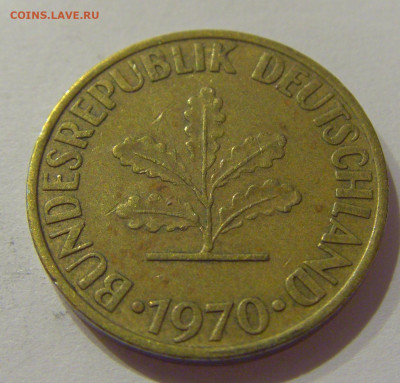 COINS.LAVE.RU
BUNDESREPUBLIK DEUTSCHLAND
• 1970 •